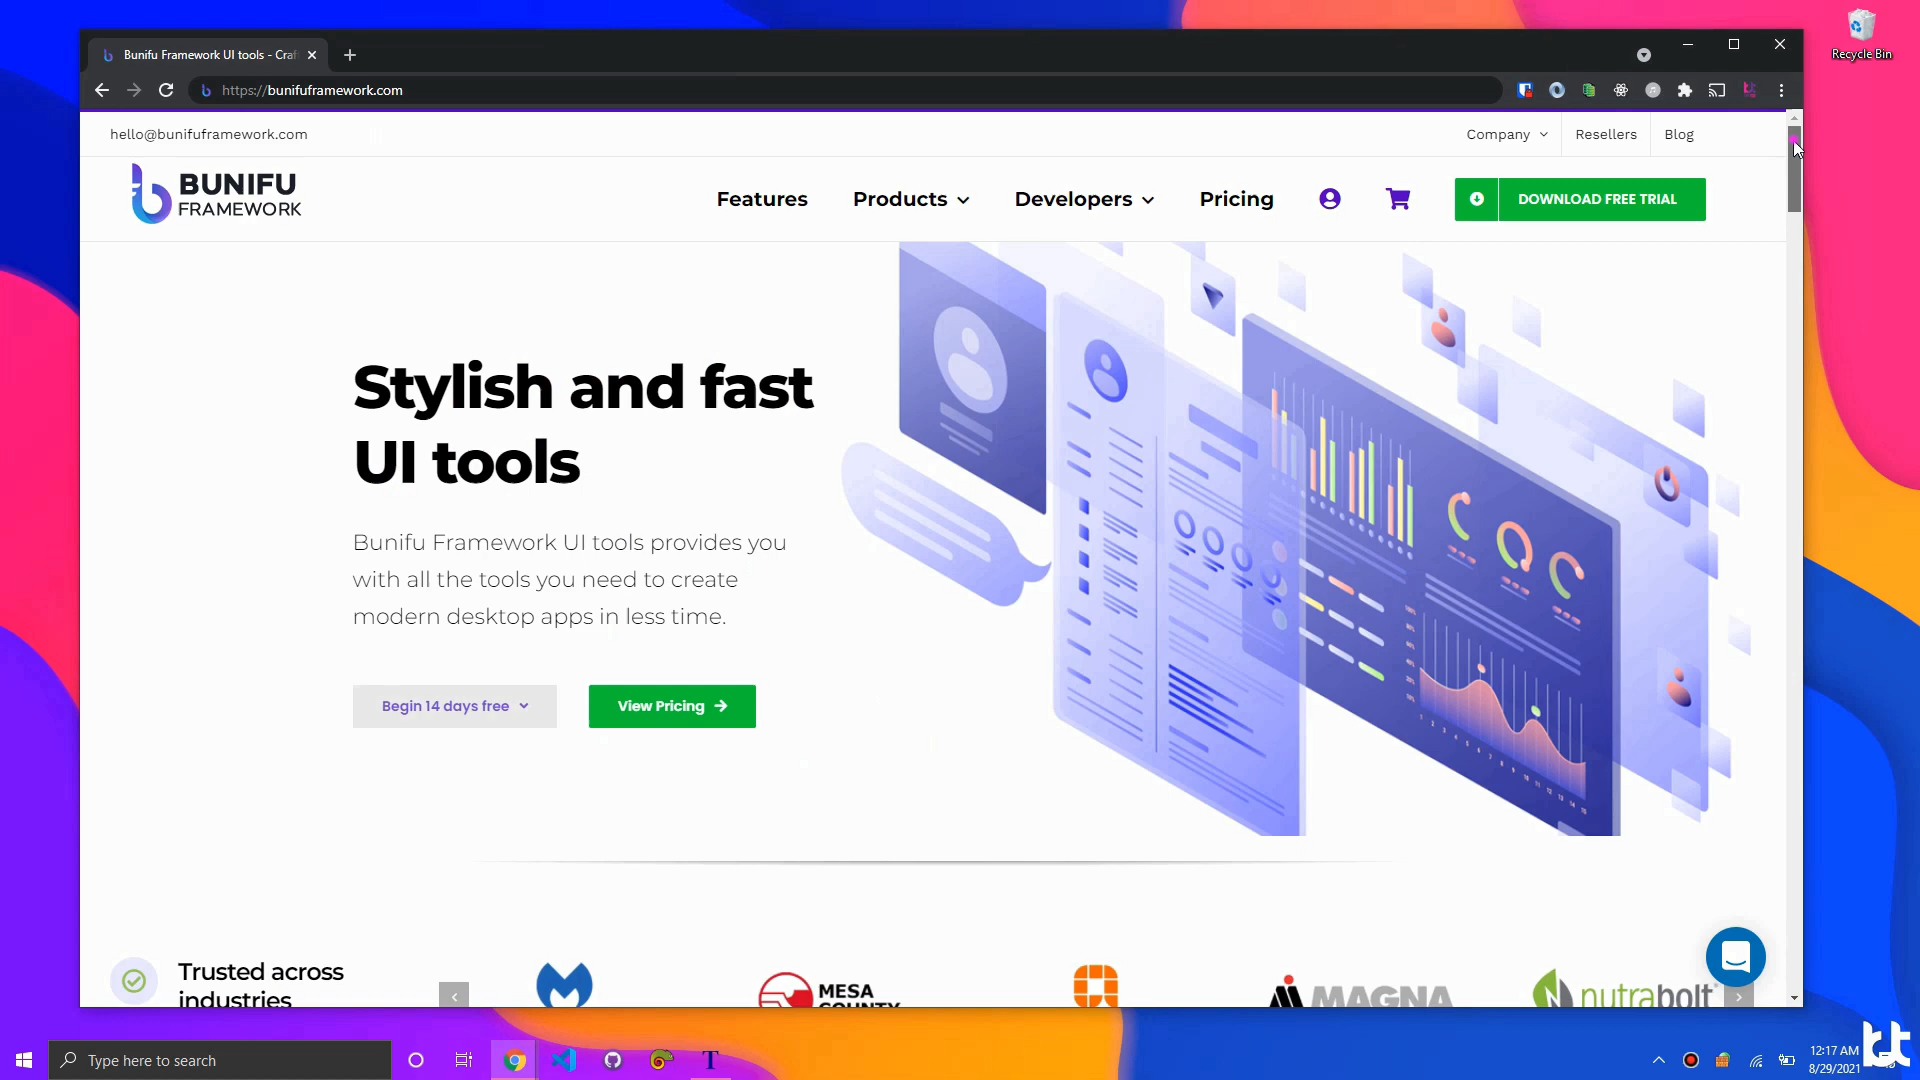 Bunifu Framework UI tools - Craf
https://bunifuframework.com
Recycle Bin
hello@bunifuframework.com
Company
Resellers
Blog
BUNIFU
FRAMEWORK
Features
Products
Developers
Pricing
DOWNLOAD FREE TRIAL
Stylish and fast
UI tools
Bunifu Framework UI tools provides you
with all the tools you need to create
modern desktop apps in less time.
Begin 14 days free
View Pricing
Trusted across
industries
MESA
COUNTY
MAGNA
nutrabolt
Type here to search
12:17 AM
8/29/2021